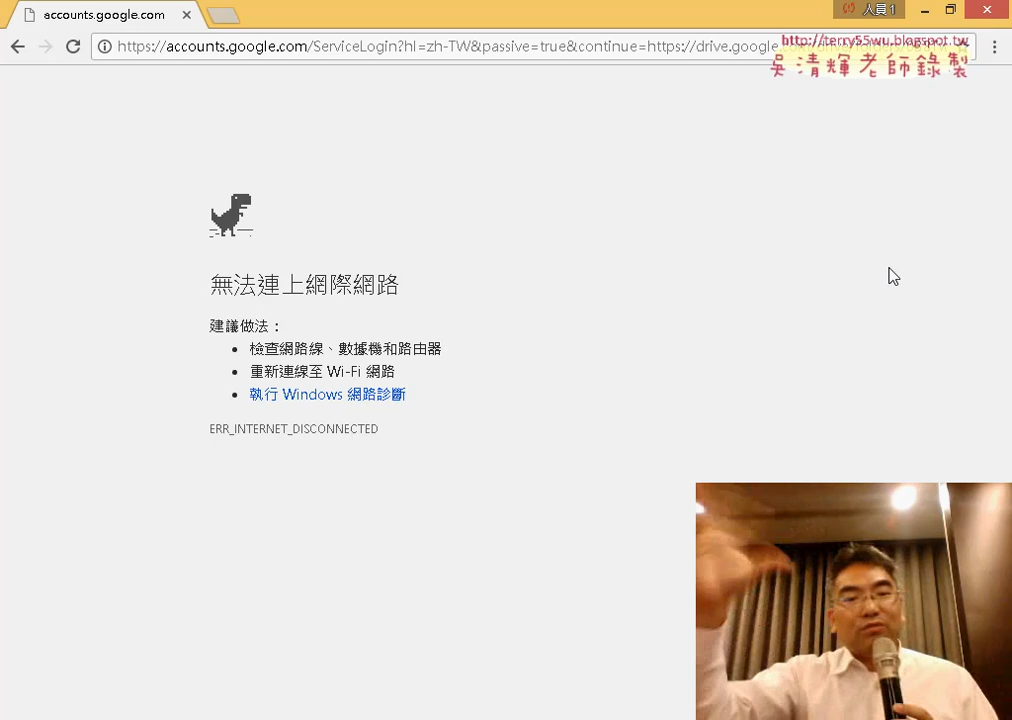 accounts.google.com
人員 1
https://accounts.google.com/ServiceLogin?hl=zh-TW&passive=true&continue=https://drive.google.
http://terry55wu.blogspot.tw
吳清輝老師錄製
無法連上網際網路
建議做法：
檢查網路線、數據機和路由器
重新連線至 Wi-Fi 網路
執行 Windows 網路診斷
ERR_INTERNET_DISCONNECTED